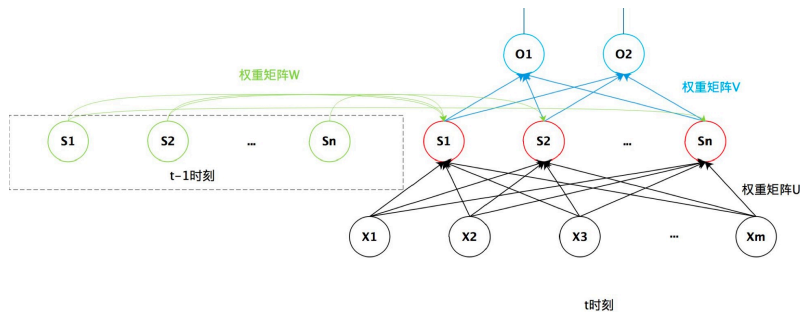 O1 O2
权重矩阵W
权重矩阵V
S1 S2 ... Sn S1 S2 ... Sn
t-1时刻
权重矩阵U
X1 X2 X3 ... Xm
t时刻